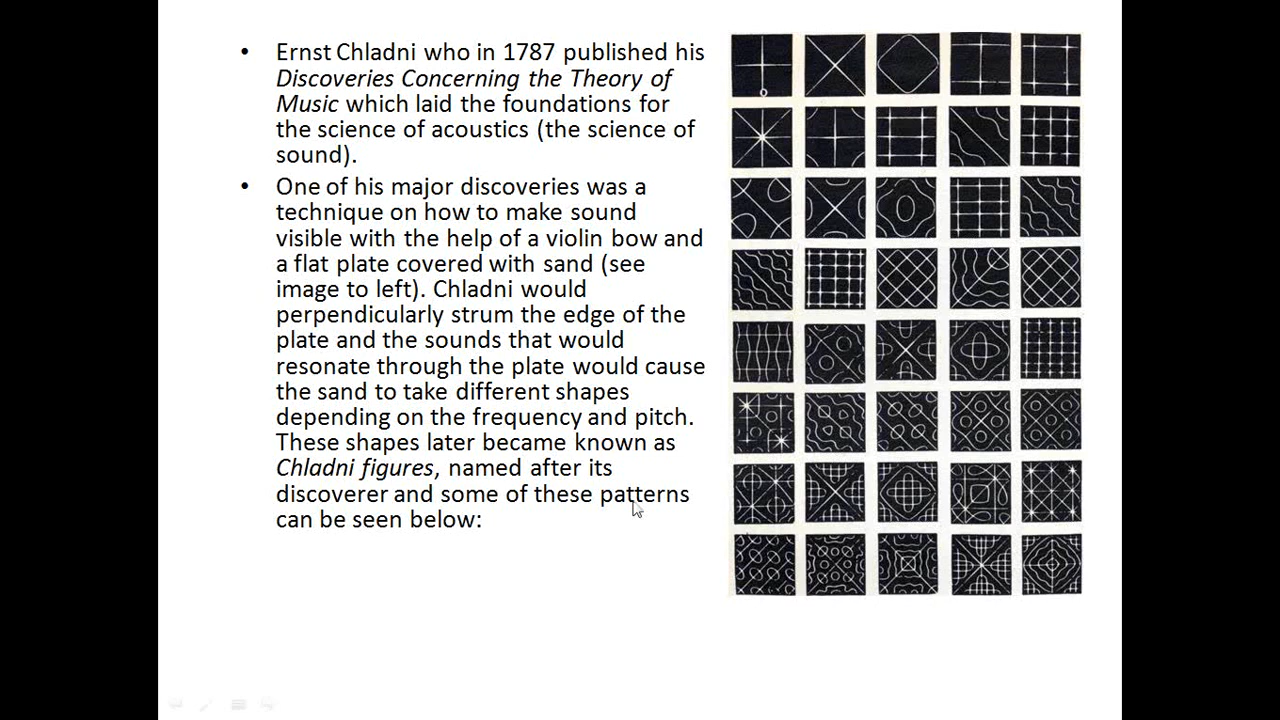 • Ernst Chladni who in 1787 published his
Discoveries Concerning the Theory of
Music which laid the foundations for
the science of acoustics (the science of
sound).
• One of his major discoveries was a
technique on how to make sound
visible with the help of a violin bow and
a flat plate covered with sand (see
image to left). Chladni would
perpendicularly strum the edge of the
plate and the sounds that would
resonate through the plate would cause
the sand to take different shapes
depending on the frequency and pitch.
These shapes later became known as
Chladni figures, named after its
discoverer and some of these patterns
can be seen below: